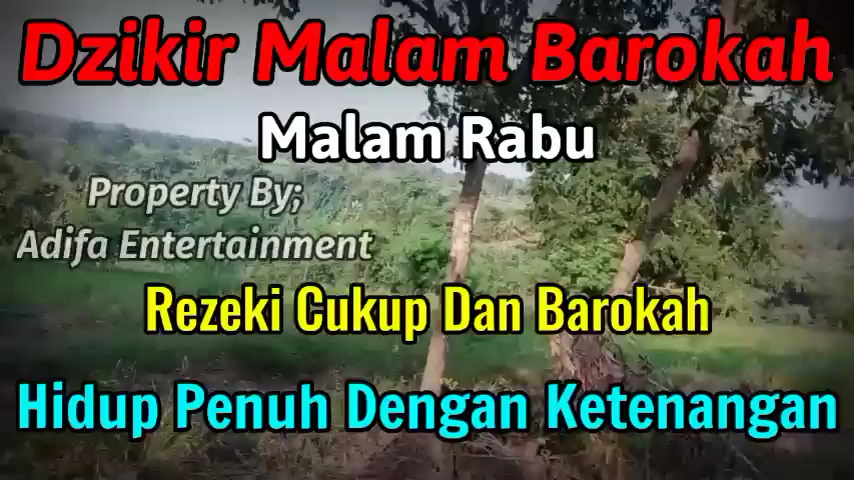 Dzikir Malam Barokah
Malam Rabu
Property By;
Adifa Entertainment
Rezeki Cukup Dan Barokah
Hidup Penuh Dengan Ketenangan